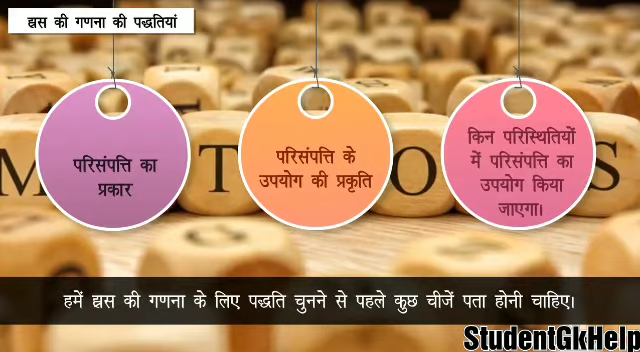 ह्रास की गणना की पद्धतियां
परिसंपत्ति का
प्रकार
परिसंपत्ति के
उपयोग की प्रकृति
किन परिस्थितियों
में परिसंपत्ति का
उपयोग किया
जाएगा।
M T O S
हमें ह्रास की गणना के लिए पद्धति चुनने से पहले कुछ चीजें पता होनी चाहिए।
StudentGkHelp